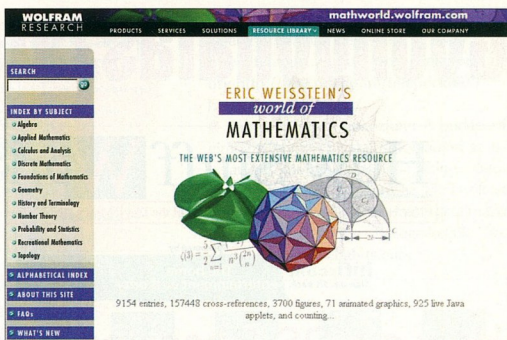 WOLFRAM
RESEARCH
mathworld.wolfram.com
PRODUCTS SERVICES SOLUTIONS RESOURCE LIBRARY NEWS ONLINE STORE OUR COMPANY
SEARCH
INDEX BY SUBJECT
Algebra
Applied Mathematics
Calculus and Analysis
Discrete Mathematics
Foundations of Mathematics
Geometry
History and Terminology
Number Theory
Probability and Statistics
Recreational Mathematics
Topology
ALPHABETICAL INDEX
ABOUT THIS SITE
FAQs
WHAT'S NEW
ERIC WEISSTEIN'S
world of
MATHEMATICS
THE WEB'S MOST EXTENSIVE MATHEMATICS RESOURCE
9154 entries, 157448 cross-references, 3700 figures, 71 animated graphics, 925 live Java
applets, and counting...